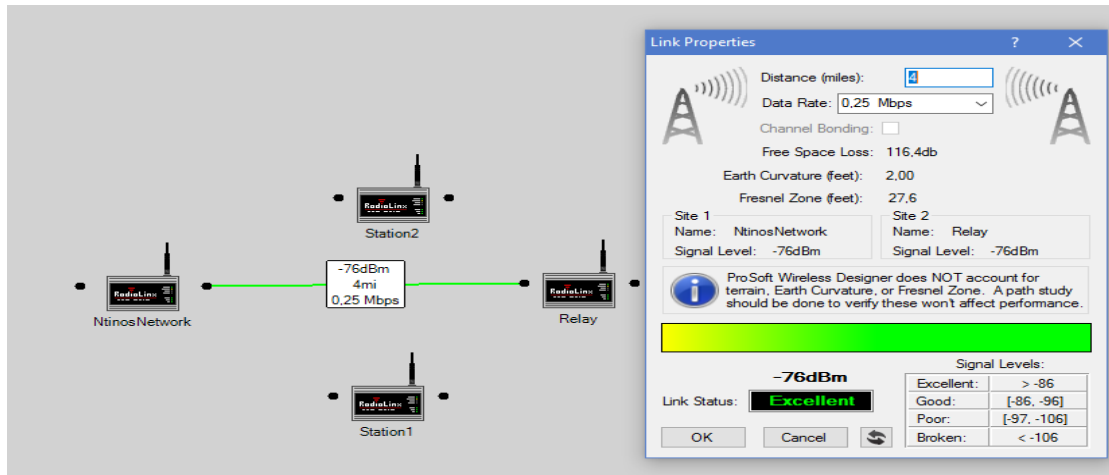 RadioLinx
Station2
-76dBm
4mi
0,25 Mbps
RadioLinx
NtinosNetwork
RadioLinx
Relay
RadioLinx
Station1
Link Properties
?
Distance (miles): 4
Data Rate: 0,25 Mbps
Channel Bonding:
Free Space Loss: 116,4db
Earth Curvature (feet): 2,00
Fresnel Zone (feet): 27,6
Site 1
Name: NtinosNetwork
Signal Level: -76dBm
Site 2
Name: Relay
Signal Level: -76dBm
ProSoft Wireless Designer does NOT account for
terrain, Earth Curvature, or Fresnel Zone. A path study
should be done to verify these won't affect performance.
-76dBm
Link Status: Excellent
Signal Levels:
Excellent: > -86
Good: [-86, -96]
Poor: [-97, -106]
Broken: < -106
OK
Cancel